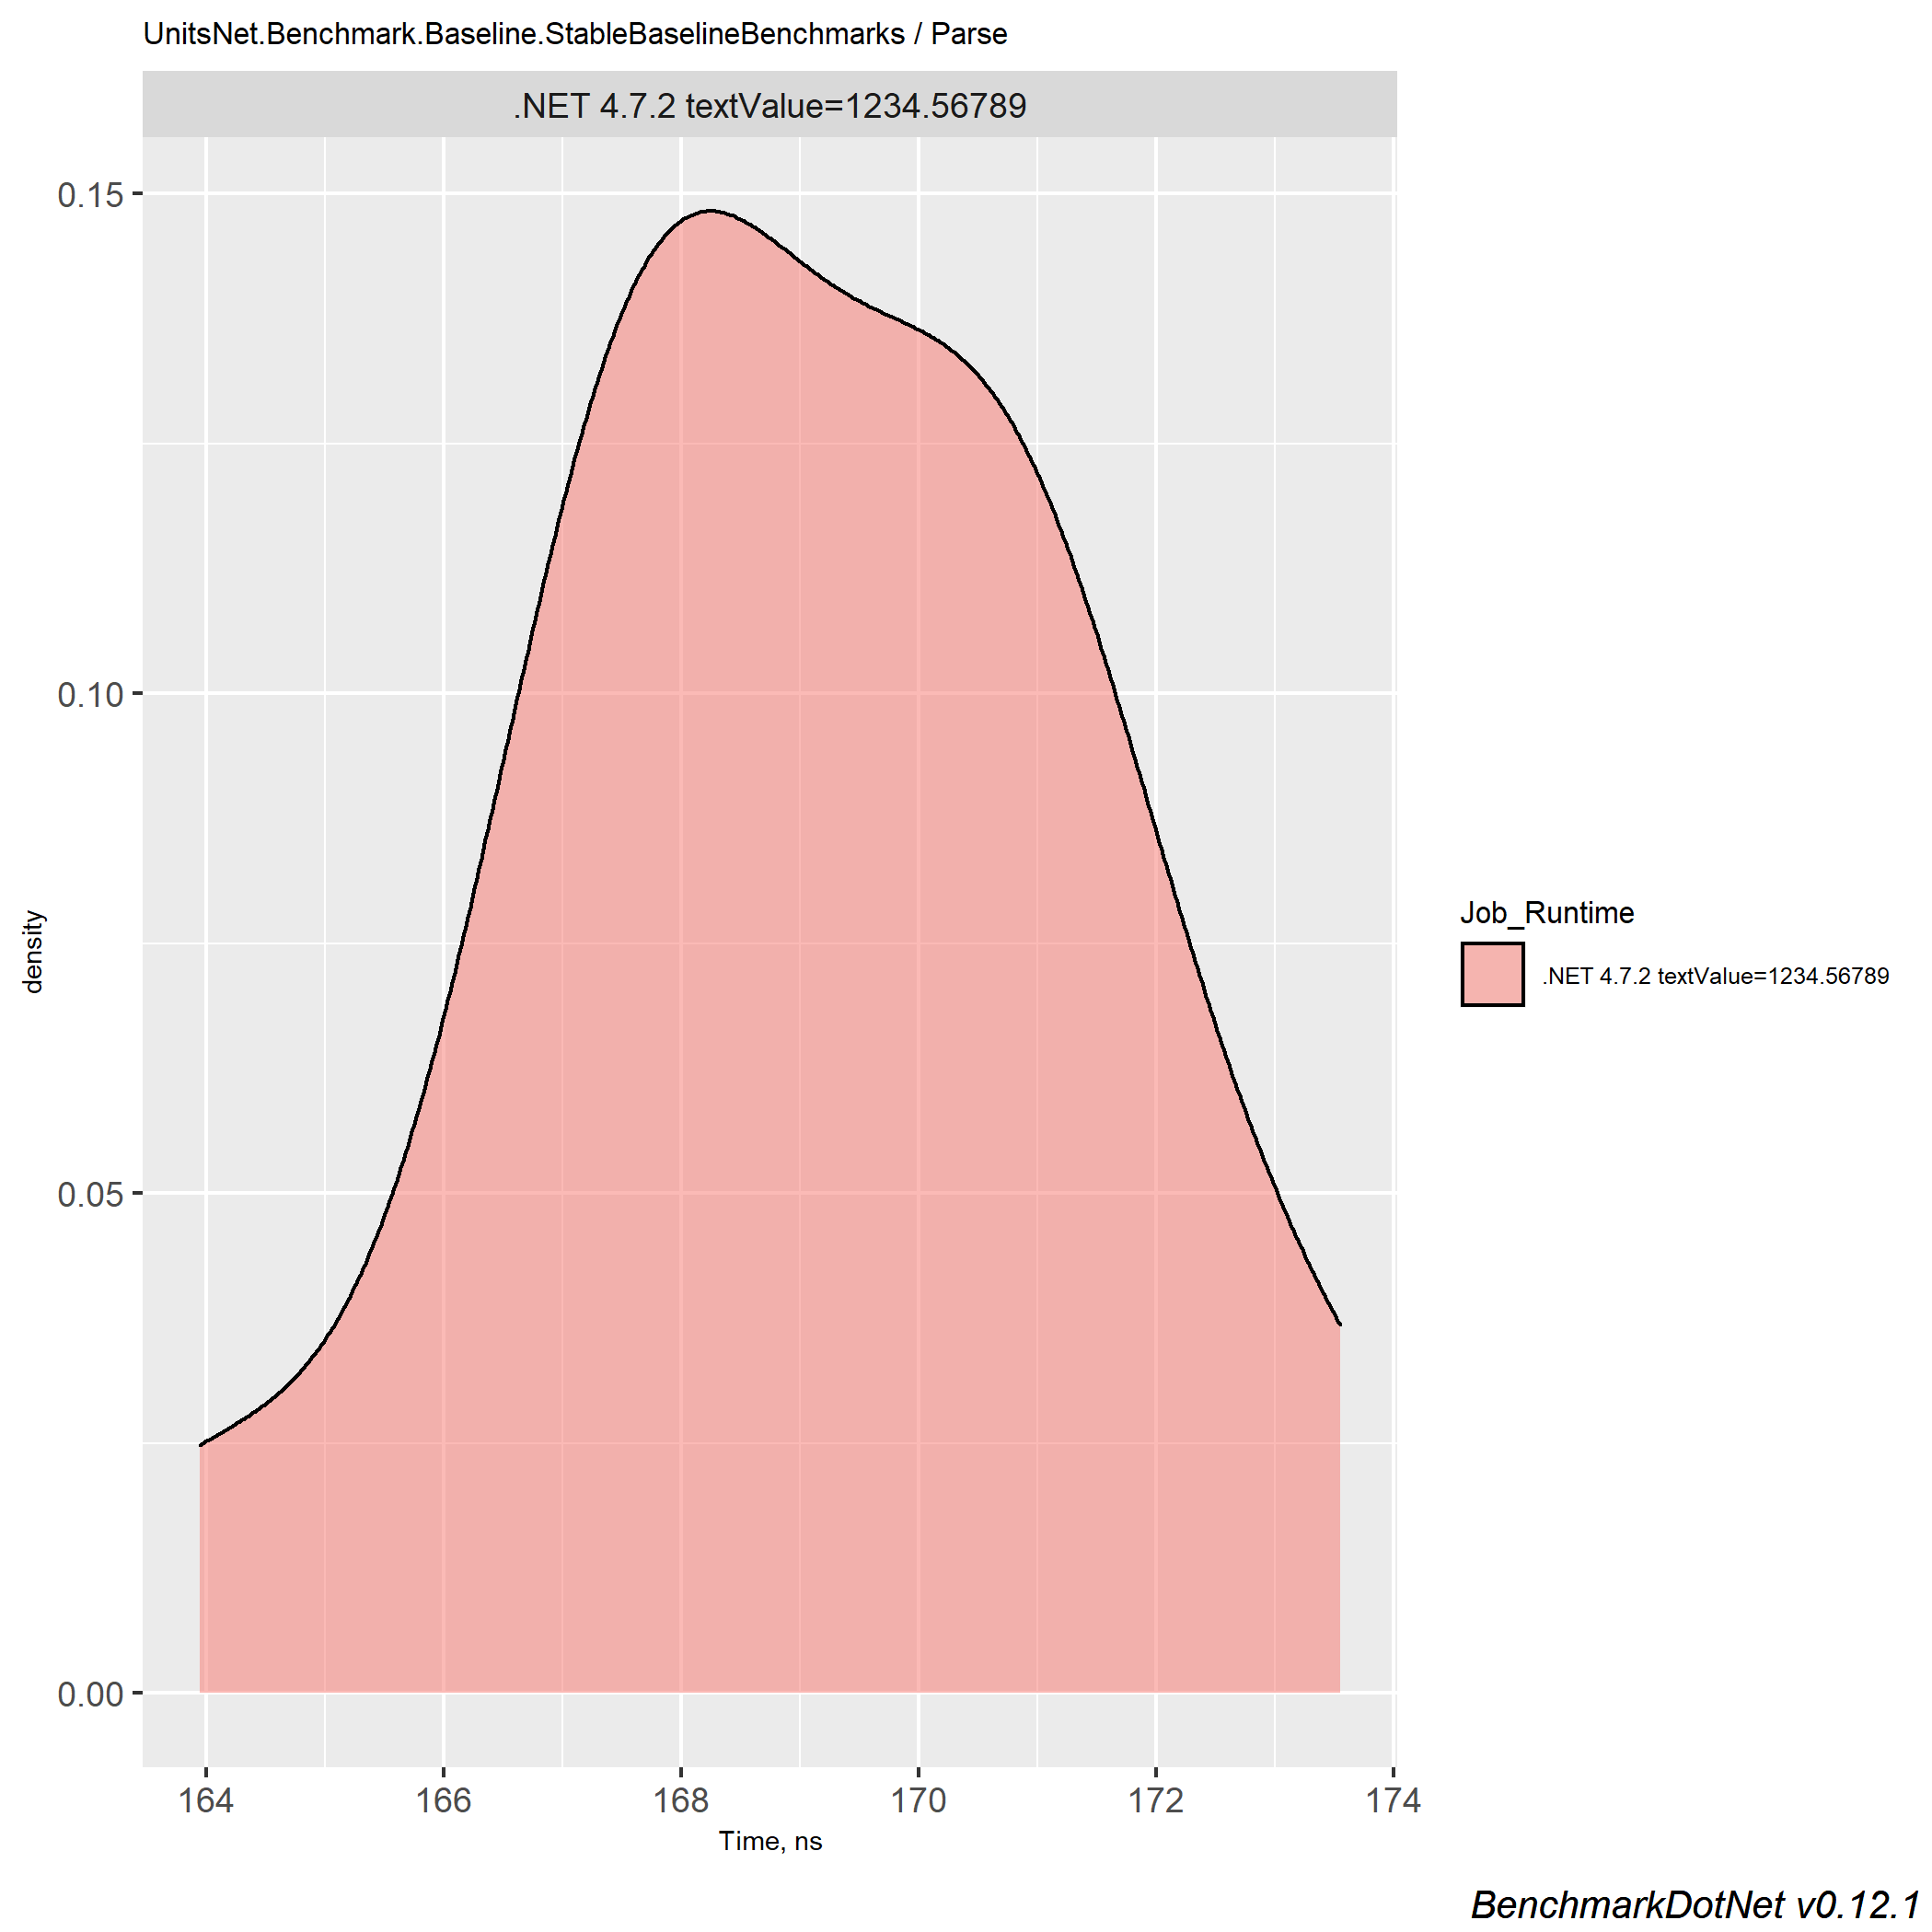 UnitsNet.Benchmark.Baseline.StableBaselineBenchmarks / Parse
.NET 4.7.2 textValue=1234.56789
0.15
0.10
0.05
0.00
density
164 166 168 170 172 174
Time, ns
Job_Runtime
.NET 4.7.2 textValue=1234.56789
BenchmarkDotNet v0.12.1